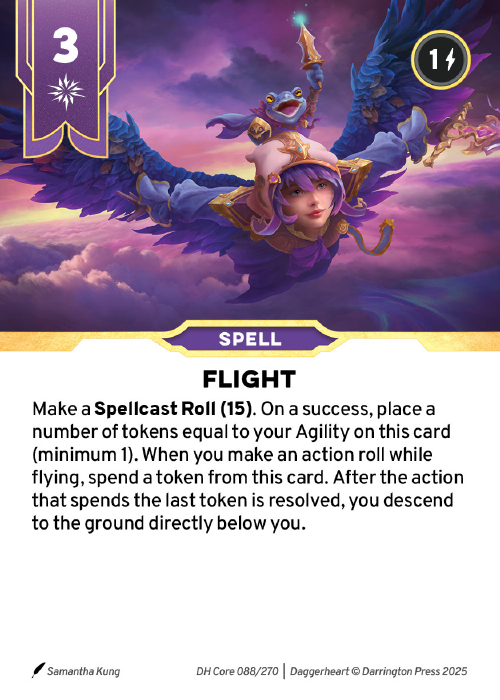 3
1
SPELL
FLIGHT
Make a Spellcast Roll (15). On a success, place a
number of tokens equal to your Agility on this card
(minimum 1). When you make an action roll while
flying, spend a token from this card. After the action
that spends the last token is resolved, you descend
to the ground directly below you.
Samantha Kung
DH Core 088/270 | Daggerheart © Darrington Press 2025